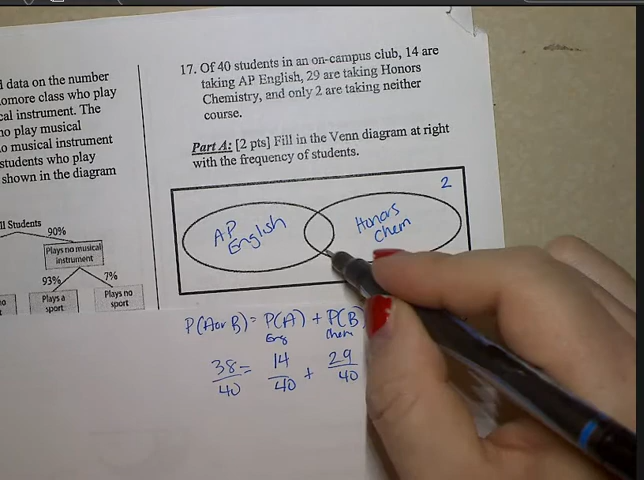 17. Of 40 students in an on-campus club, 14 are
taking AP English, 29 are taking Honors
Chemistry, and only 2 are taking neither
course.
Part A: [2 pts] Fill in the Venn diagram at right
with the frequency of students.
2
AP
English
Honors
Chem
P(A or B) = P(A) + P(B)
Eng Chem
38/40 = 14/40 + 29/40
d data on the number
omore class who play
cal instrument. The
no play musical
o musical instrument
students who play
shown in the diagram
ll Students
90%
Plays no musical
instrument
93% 7%
no
Plays a
sport
Plays no
sport